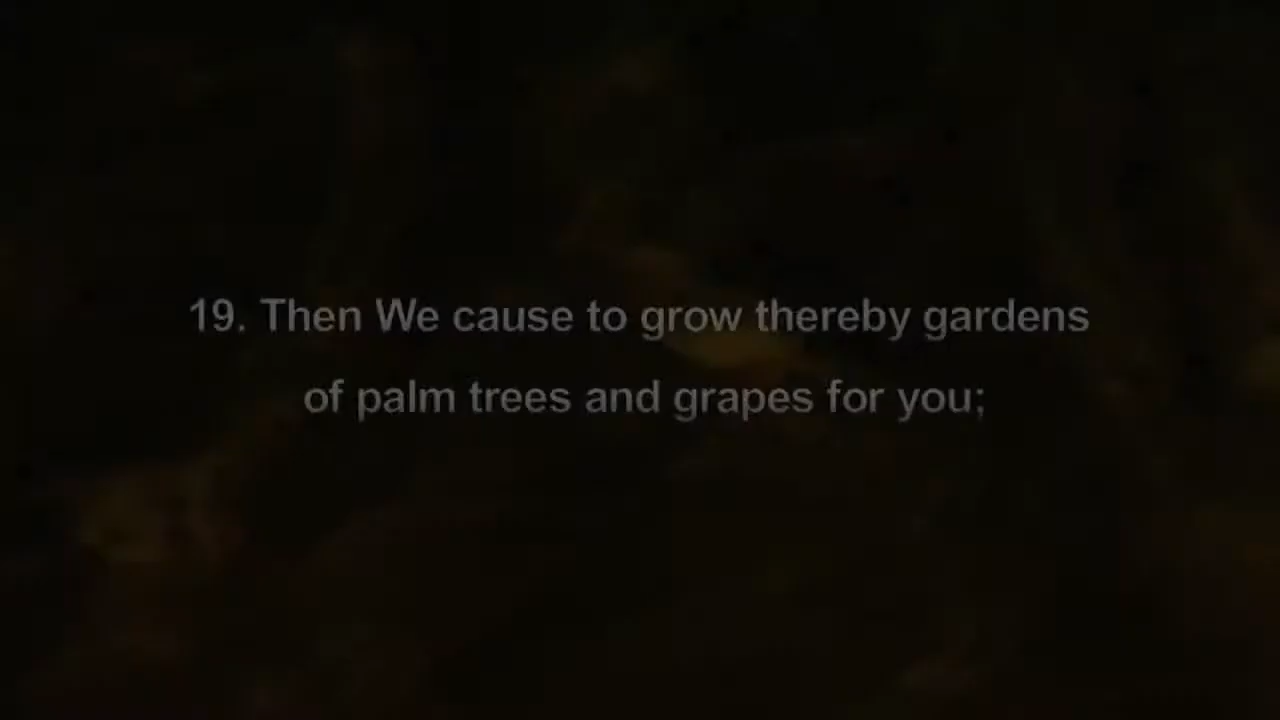 19. Then We cause to grow thereby gardens
of palm trees and grapes for you;